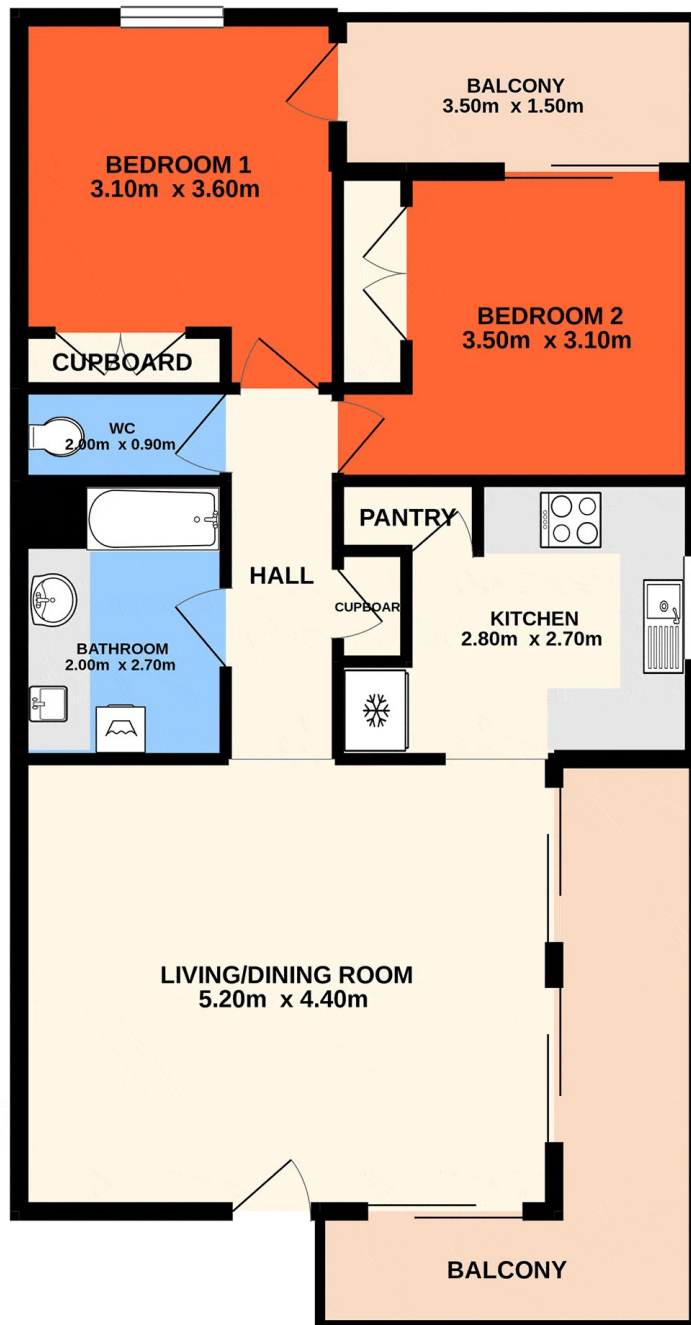 BALCONY
3.50m x 1.50m
BEDROOM 1
3.10m x 3.60m
BEDROOM 2
3.50m x 3.10m
CUPBOARD
WC
2.00m x 0.90m
PANTRY
HALL
CUPBOAR
KITCHEN
2.80m x 2.70m
BATHROOM
2.00m x 2.70m
LIVING/DINING ROOM
5.20m x 4.40m
BALCONY